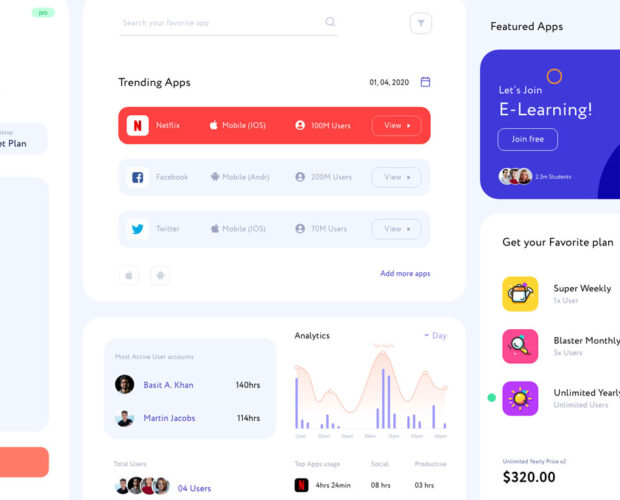 pro
Search your favorite app
Trending Apps
01, 04, 2020
Netflix
Mobile (IOS)
100M Users
View
Facebook
Mobile (Andr)
200M Users
View
Twitter
Mobile (IOS)
70M Users
View
Add more apps
et Plan
Most Active User accounts
Basit A. Khan
140hrs
Martin Jacobs
114hrs
Total Users
04 Users
Analytics
Day
Top hours
Top Apps usage
Social
Productive
4hrs 24min
08 hrs
03 hrs
Featured Apps
Let's Join
E-Learning!
Join free
2.3m Students
Get your Favorite plan
Super Weekly
1x User
Blaster Monthly
5x Users
Unlimited Yearly
Unlimited Users
Unlimited Yearly Price x2
$320.00